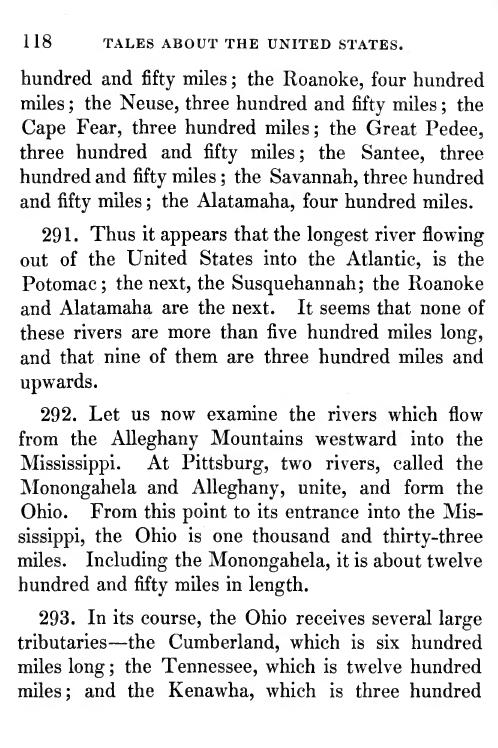 118 TALES ABOUT THE UNITED STATES.
hundred and fifty miles; the Roanoke, four hundred
miles; the Neuse, three hundred and fifty miles; the
Cape Fear, three hundred miles; the Great Pedee,
three hundred and fifty miles; the Santee, three
hundred and fifty miles; the Savannah, three hundred
and fifty miles; the Alatamaha, four hundred miles.
291. Thus it appears that the longest river flowing
out of the United States into the Atlantic, is the
Potomac; the next, the Susquehannah; the Roanoke
and Alatamaha are the next. It seems that none of
these rivers are more than five hundred miles long,
and that nine of them are three hundred miles and
upwards.
292. Let us now examine the rivers which flow
from the Alleghany Mountains westward into the
Mississippi. At Pittsburg, two rivers, called the
Monongahela and Alleghany, unite, and form the
Ohio. From this point to its entrance into the Mis-
sissippi, the Ohio is one thousand and thirty-three
miles. Including the Monongahela, it is about twelve
hundred and fifty miles in length.
293. In its course, the Ohio receives several large
tributaries—the Cumberland, which is six hundred
miles long; the Tennessee, which is twelve hundred
miles; and the Kenawha, which is three hundred